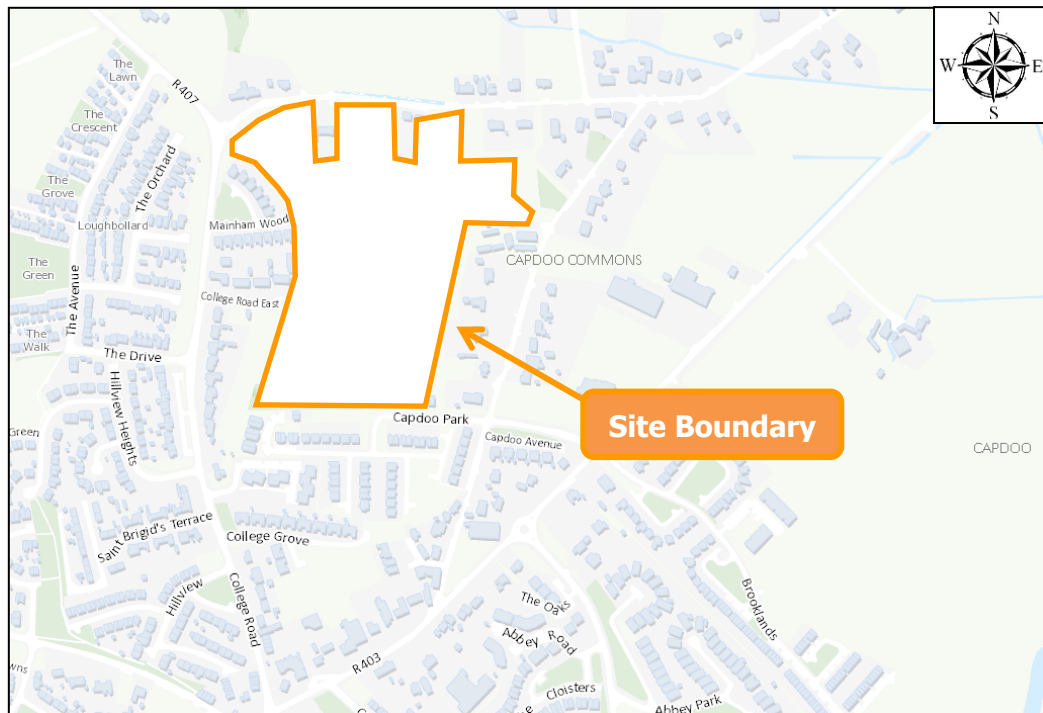 N
W E
S
The
Lawn
R407
The
Crescent
The Orchard
The
Grove
Loughbollard
Mainham Wood
The
Green
The Avenue
CAPDOO COMMONS
College Road East
The
Walk
The Drive
Hillview Heights
Green
Capdoo Park
Capdoo Avenue
Site Boundary
CAPDOO
Saint Brigid's Terrace
College Grove
Hillview
College Road
The Oaks
Abbey Road
Brooklands
R403
Cloisters
Abbey Park